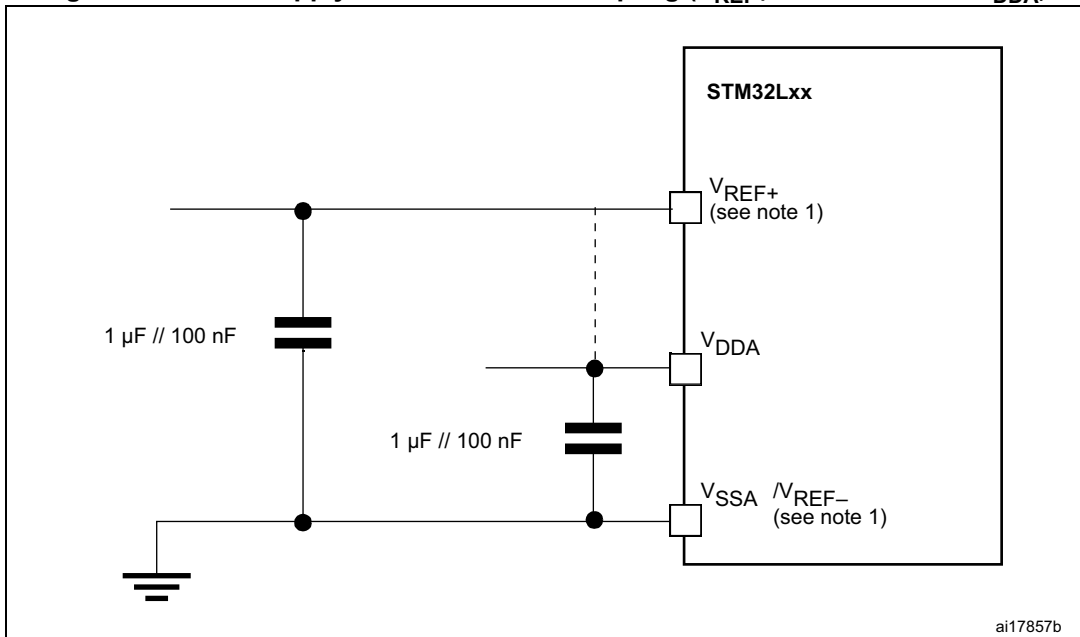 STM32Lxx
VREF+
(see note 1)
1 µF // 100 nF
VDDA
1 µF // 100 nF
VSSA /VREF–
(see note 1)
ai17857b